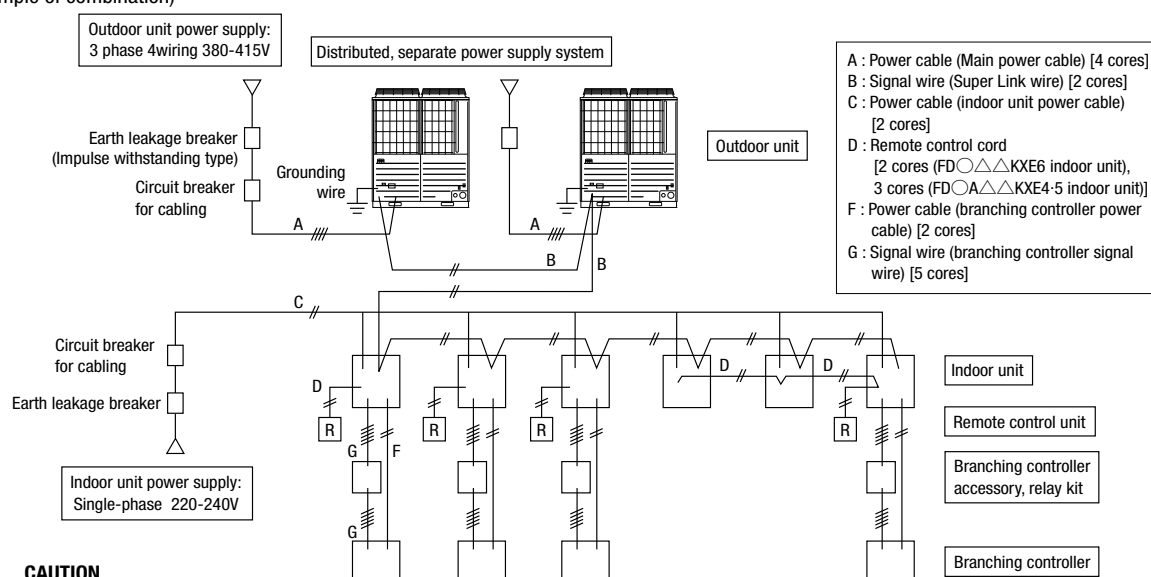 mple of combination)
Outdoor unit power supply:
3 phase 4wiring 380-415V
Distributed, separate power supply system
A : Power cable (Main power cable) [4 cores]
B : Signal wire (Super Link wire) [2 cores]
C : Power cable (indoor unit power cable)
[2 cores]
D : Remote control cord
[2 cores (FD○△△KXE6 indoor unit),
3 cores (FD○A△△KXE4·5 indoor unit)]
F : Power cable (branching controller power
cable) [2 cores]
G : Signal wire (branching controller signal
wire) [5 cores]
Earth leakage breaker
(Impulse withstanding type)
Circuit breaker
for cabling
Grounding
wire
Outdoor unit
A
A
B
B
C
Circuit breaker
for cabling
Earth leakage breaker
Indoor unit power supply:
Single-phase 220-240V
D
D
D
Indoor unit
R
R
R
R
Remote control unit
G
F
Branching controller
accessory, relay kit
G
Branching controller
CAUTION